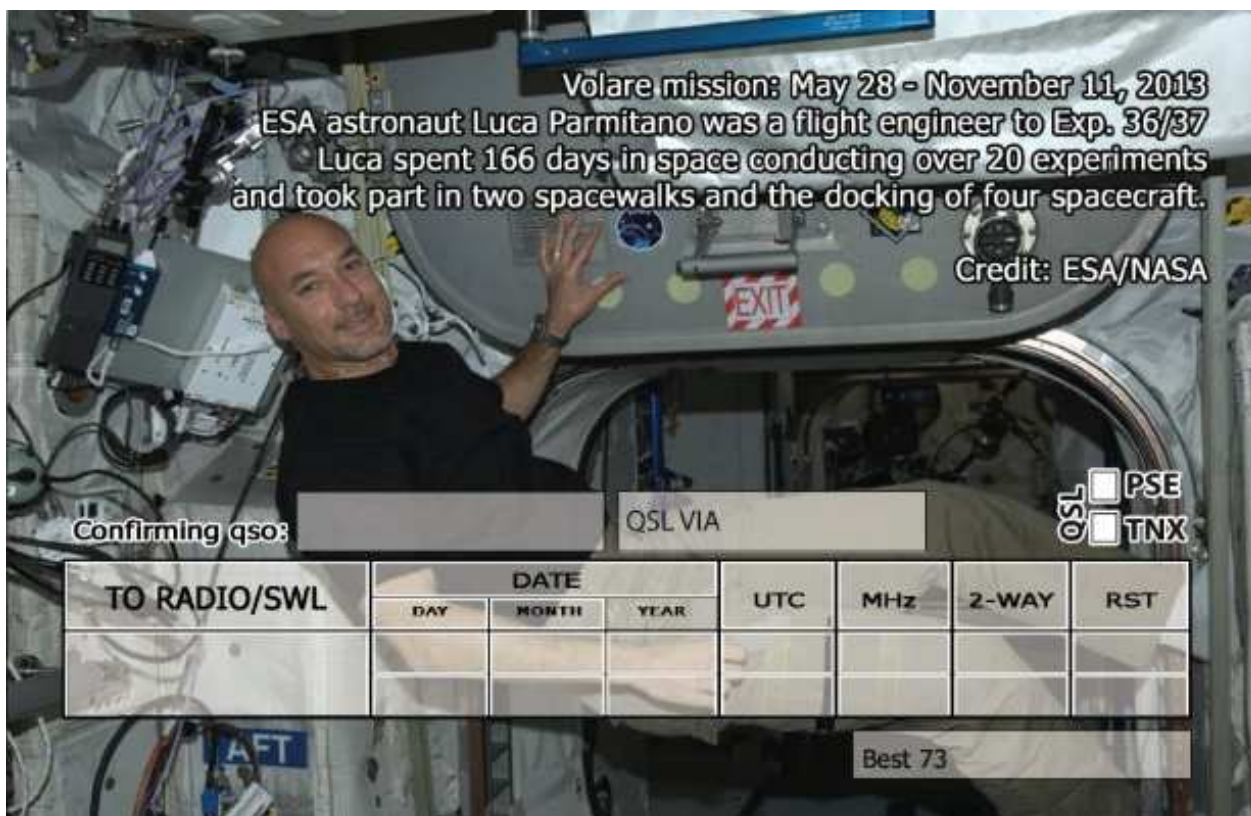 Volare mission: May 28 - November 11, 2013
ESA astronaut Luca Parmitano was a flight engineer to Exp. 36/37
Luca spent 166 days in space conducting over 20 experiments
and took part in two spacewalks and the docking of four spacecraft.
Credit: ESA/NASA
EXIT
Confirming qso:
QSL VIA
QSL
PSE
TNX
TO RADIO/SWL
DATE
DAY
MONTH
YEAR
UTC
MHz
2-WAY
RST
AFT
Best 73